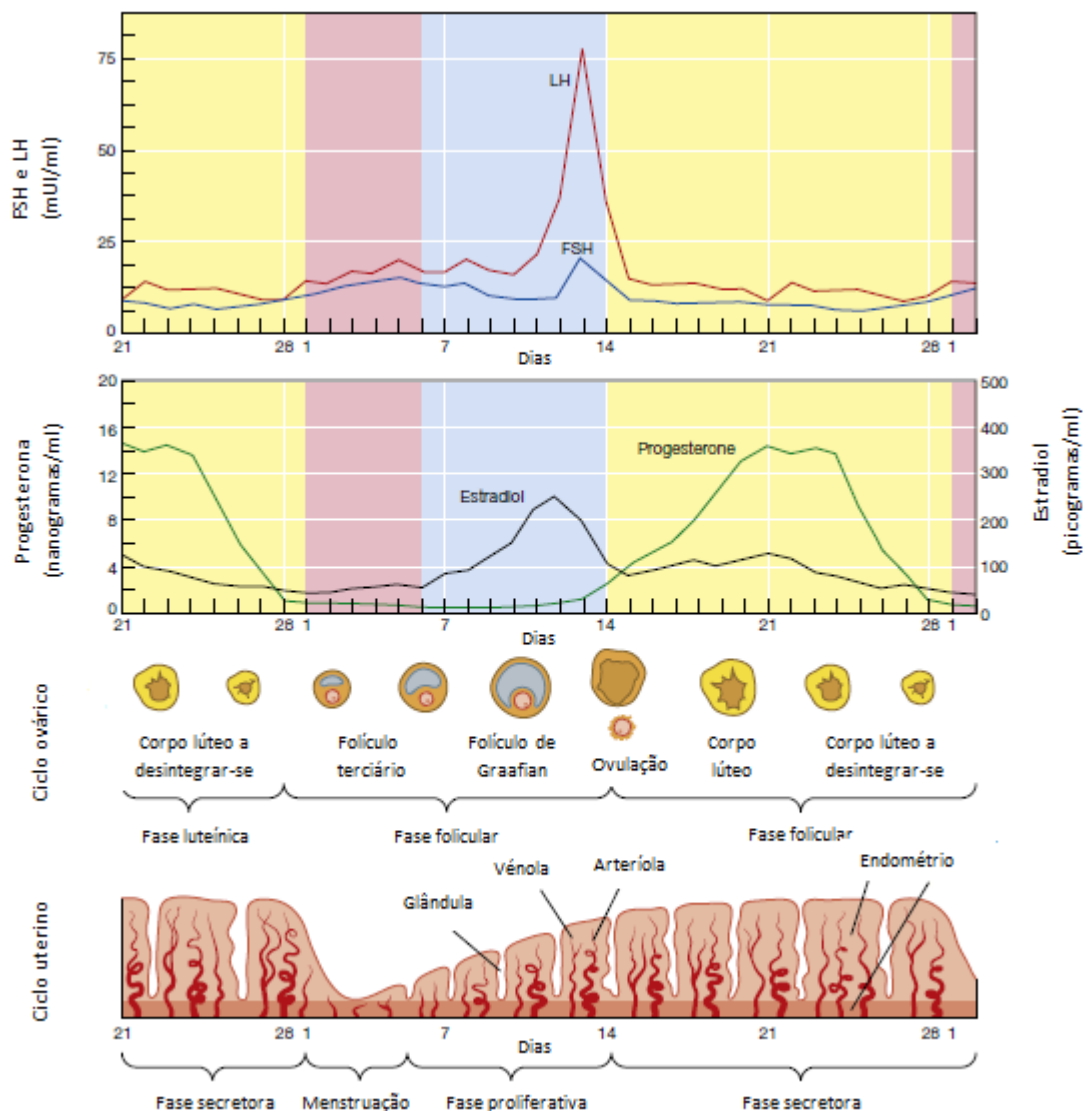 75
50
25
0
FSH e LH
(mUI/ml)
LH
FSH
21 28 1 7 14 21 28 1
Dias
20
16
12
8
4
0
Progesterona
(nanogramas/ml)
500
400
300
200
100
0
Estradiol
(picogramas/ml)
Progesterone
Estradiol
21 28 1 7 14 21 28 1
Dias
Ciclo ovárico
Corpo lúteo a
desintegrar-se
Folículo
terciário
Folículo de
Graafian
Ovulação
Corpo
lúteo
Corpo lúteo a
desintegrar-se
Fase luteínica
Fase folicular
Fase folicular
Ciclo uterino
Glândula
Vénola
Arteríola
Endométrio
21 28 1 7 14 21 28 1
Dias
Fase secretora
Menstruação
Fase proliferativa
Fase secretora